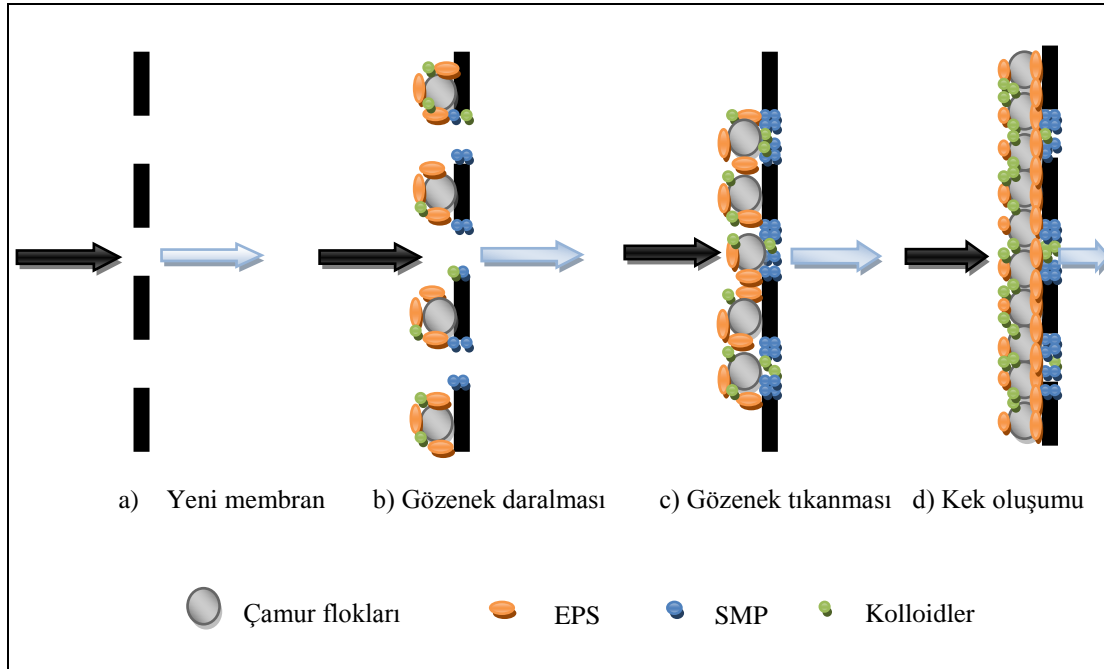 a) Yeni membran b) Gözenek daralması c) Gözenek tıkanması d) Kek oluşumu
Çamur flokları EPS SMP Kolloidler